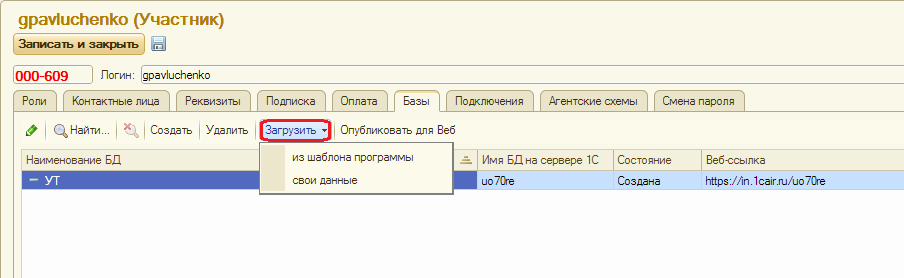 gpavluchenko (Участник)
Записать и закрыть
000-609 Логин: gpavluchenko
Роли Контактные лица Реквизиты Подписка Оплата Базы Подключения Агентские схемы Смена пароля
Найти... Создать Удалить Загрузить Опубликовать для Веб
Наименование БД Имя БД на сервере 1С Состояние Веб-ссылка
из шаблона программы
УТ uo70re Создана https://in.1cair.ru/uo70re
свои данные